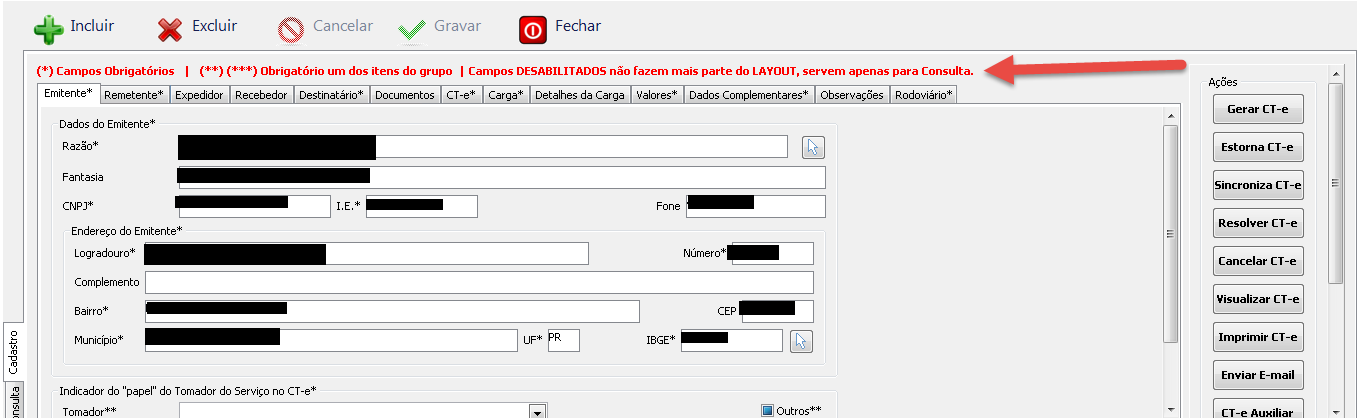 Incluir Excluir Cancelar Gravar Fechar
(*) Campos Obrigatórios | (**) (***) Obrigatório um dos itens do grupo | Campos DESABILITADOS não fazem mais parte do LAYOUT, servem apenas para Consulta.
Emitente* Remetente* Expedidor Recebedor Destinatário* Documentos CT-e* Carga* Detalhes da Carga Valores* Dados Complementares* Observações Rodoviário*
Dados do Emitente*
Razão*
Fantasia
CNPJ* I.E.* Fone
Endereço do Emitente*
Logradouro* Número*
Complemento
Bairro* CEP
Município* UF* PR IBGE*
Indicador do "papel" do Tomador do Serviço no CT-e*
Tomador** Outros**
Ações
Gerar CT-e
Estorna CT-e
Sincroniza CT-e
Resolver CT-e
Cancelar CT-e
Visualizar CT-e
Imprimir CT-e
Enviar E-mail
CT-e Auxiliar
Cadastro
nsulta